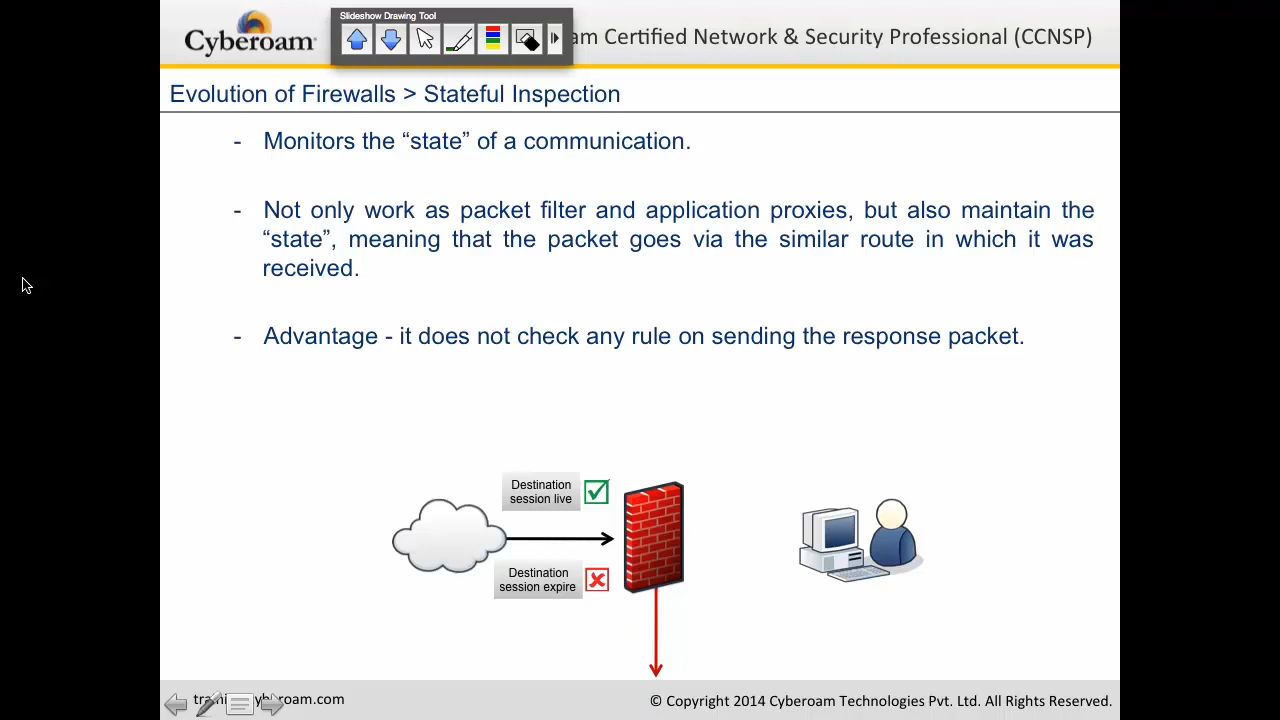 Slideshow Drawing Tool
Cyberoam
am Certified Network & Security Professional (CCNSP)
Evolution of Firewalls > Stateful Inspection
- Monitors the “state” of a communication.
- Not only work as packet filter and application proxies, but also maintain the
“state”, meaning that the packet goes via the similar route in which it was
received.
- Advantage - it does not check any rule on sending the response packet.
Destination
session live
Destination
session expire
© Copyright 2014 Cyberoam Technologies Pvt. Ltd. All Rights Reserved.